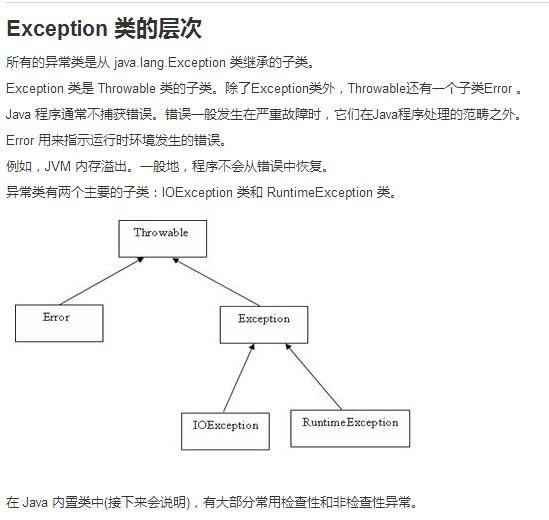 Exception 类的层次
所有的异常类是从 java.lang.Exception 类继承的子类。
Exception 类是 Throwable 类的子类。除了Exception类外，Throwable还有一个子类Error 。
Java 程序通常不捕获错误。错误一般发生在严重故障时，它们在Java程序处理的范畴之外。
Error 用来指示运行时环境发生的错误。
例如，JVM 内存溢出。一般地，程序不会从错误中恢复。
异常类有两个主要的子类：IOException 类和 RuntimeException 类。
Throwable
Error
Exception
IOException
RuntimeException
在 Java 内置类中(接下来会说明)，有大部分常用检查性和非检查性异常。